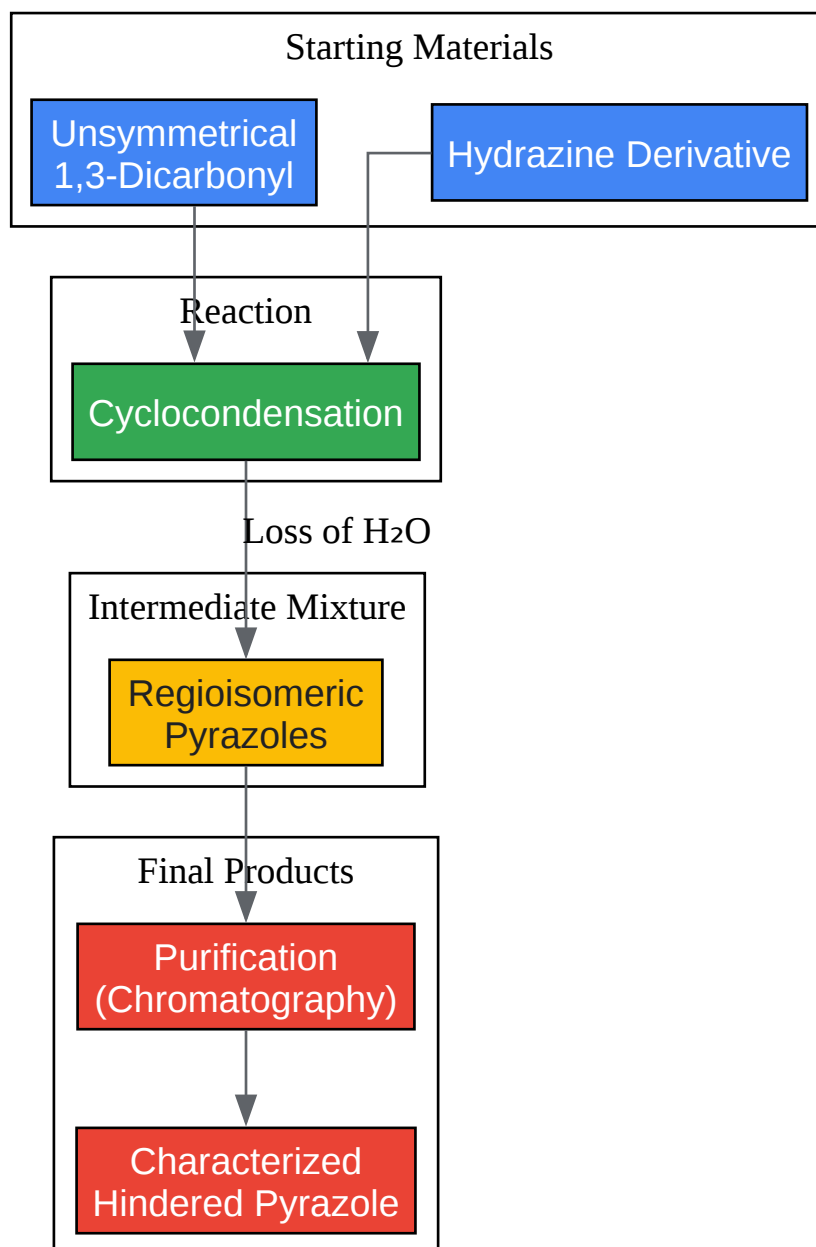 Starting Materials
Unsymmetrical
1,3-Dicarbonyl
Hydrazine Derivative
Reaction
Cyclocondensation
Loss of H₂O
Intermediate Mixture
Regioisomeric
Pyrazoles
Final Products
Purification
(Chromatography)
Characterized
Hindered Pyrazole